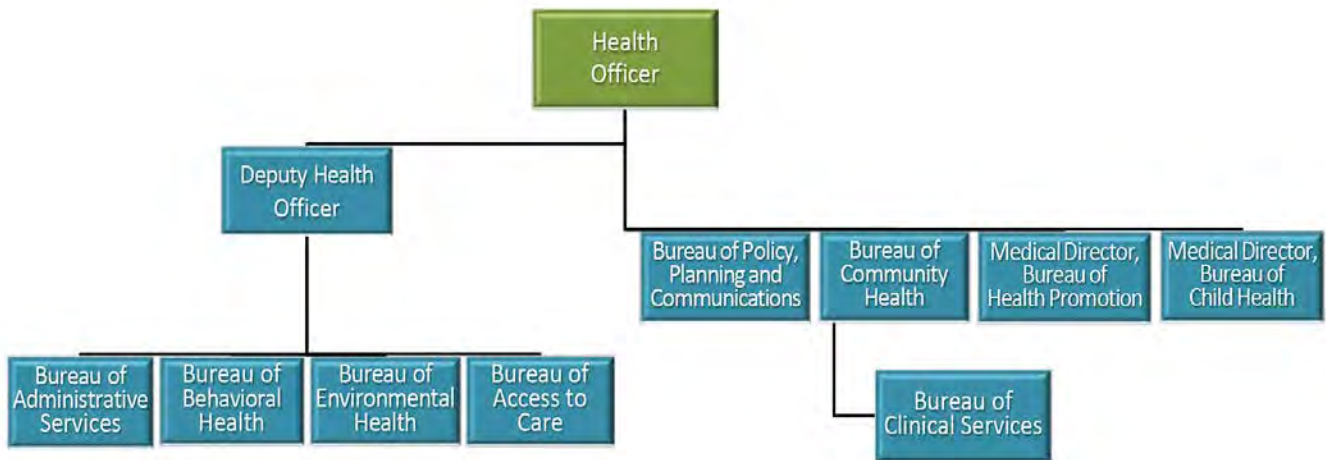 Health
Officer
Deputy Health
Officer
Bureau of Policy,
Planning and
Communications
Bureau of
Community
Health
Medical Director,
Bureau of
Health Promotion
Medical Director,
Bureau of
Child Health
Bureau of
Administrative
Services
Bureau of
Behavioral
Health
Bureau of
Environmental
Health
Bureau of
Access to
Care
Bureau of
Clinical Services